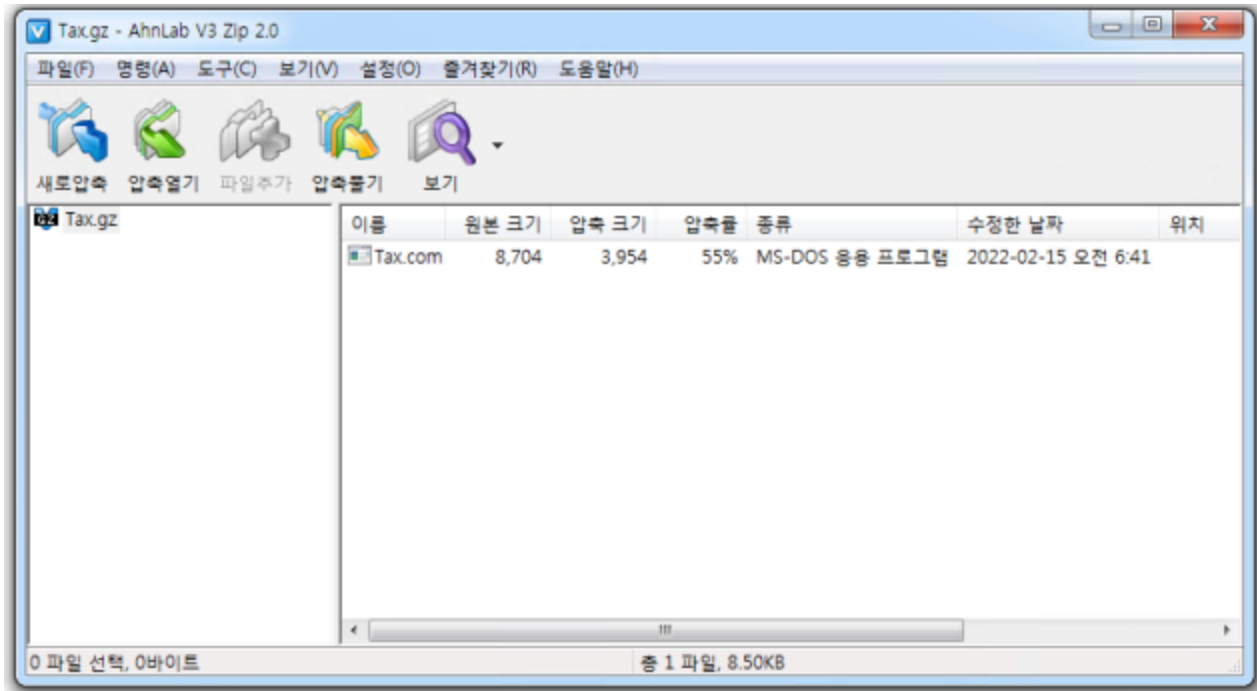 Tax.gz - AhnLab V3 Zip 2.0
파일(F) 명령(A) 도구(C) 보기(V) 설정(O) 즐겨찾기(R) 도움말(H)
새로압축 압축열기 파일추가 압축풀기 보기
GZ Tax.gz
이름 원본 크기 압축 크기 압축율 종류 수정한 날짜 위치
Tax.com 8,704 3,954 55% MS-DOS 응용 프로그램 2022-02-15 오전 6:41
0 파일 선택, 0바이트 총 1 파일, 8.50KB